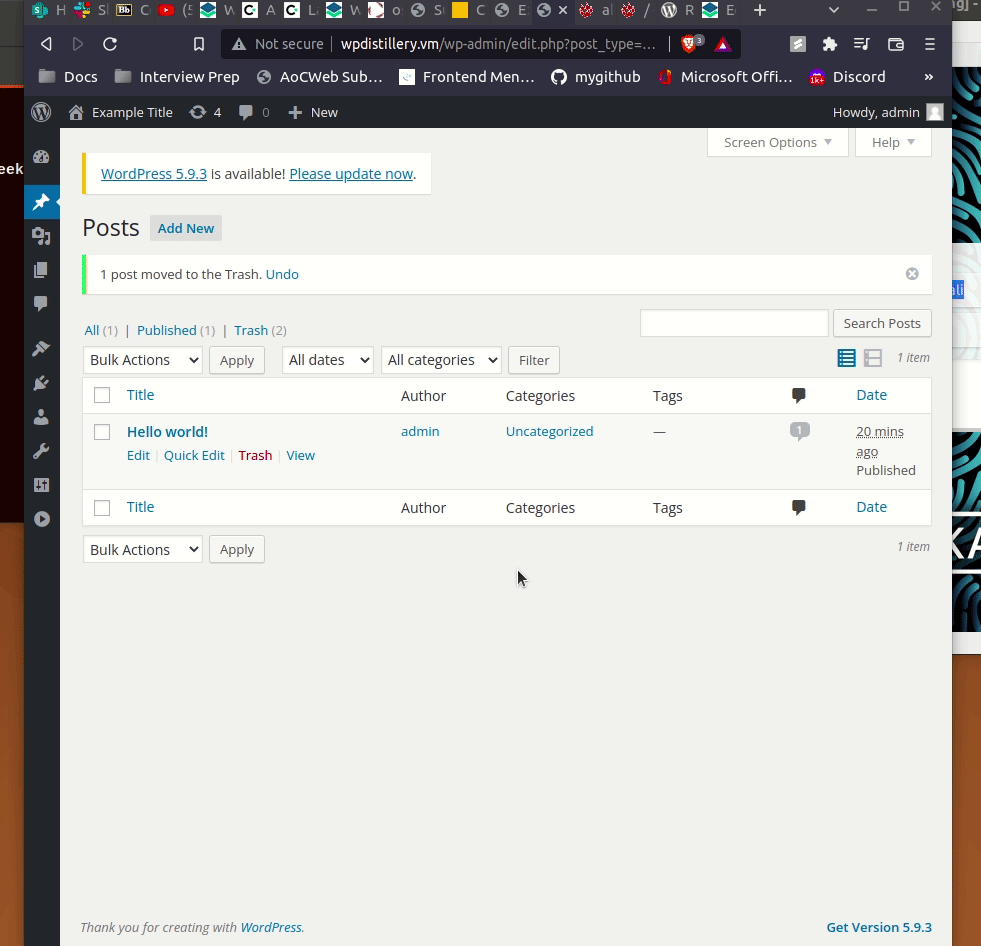 Not secure | wpdistillery.vm/wp-admin/edit.php?post_type=... 3
Docs Interview Prep AoCWeb Sub... Frontend Men... mygithub Microsoft Offi... 1K+ Discord »
Example Title 4 0 + New Howdy, admin
Screen Options Help
WordPress 5.9.3 is available! Please update now.
Posts Add New
1 post moved to the Trash. Undo
All (1) | Published (1) | Trash (2) Search Posts
Bulk Actions Apply All dates All categories Filter 1 item
Title Author Categories Tags Date
Hello world! admin Uncategorized — 1 20 mins
ago
Edit | Quick Edit | Trash | View
Published
Title Author Categories Tags Date
Bulk Actions Apply 1 item
Thank you for creating with WordPress. Get Version 5.9.3
eek
ali
KA